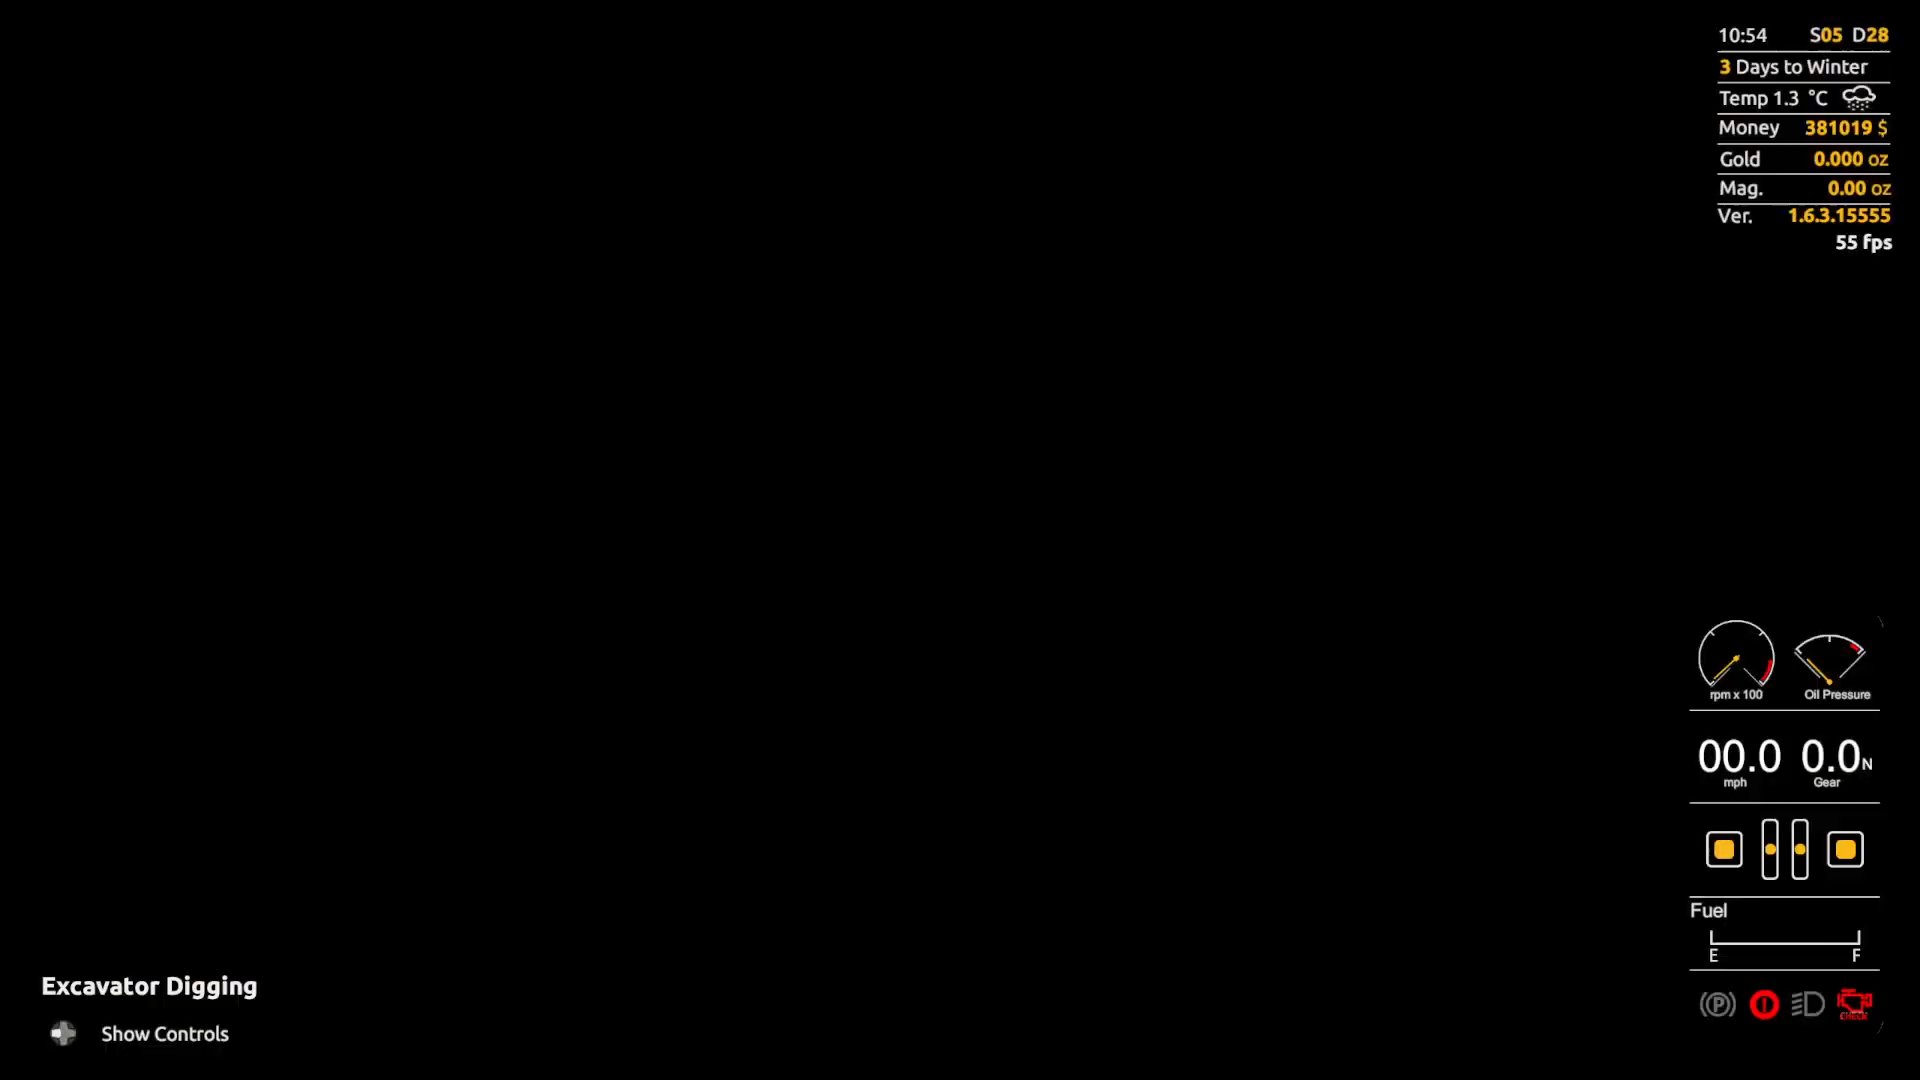 10:54 S05 D28
3 Days to Winter
Temp 1.3 °C
Money 381019 $
Gold 0.000 oz
Mag. 0.00 oz
Ver. 1.6.3.15555
55 fps
rpm x 100 Oil Pressure
00.0 0.0N
mph Gear
Fuel
E F
Excavator Digging
P CHECK
Show Controls